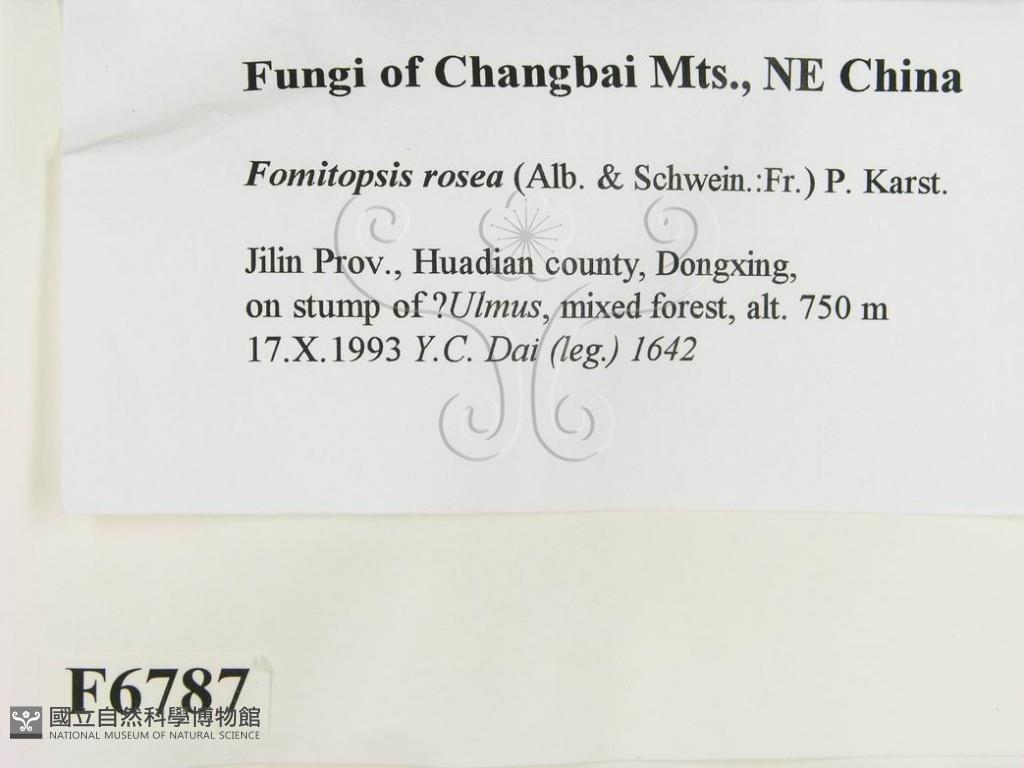 Fungi of Changbai Mts., NE China
Fomitopsis rosea (Alb. & Schwein.:Fr.) P. Karst.
Jilin Prov., Huadian county, Dongxing,
on stump of ?Ulmus, mixed forest, alt. 750 m
17.X.1993 Y.C. Dai (leg.) 1642
F6787
國立自然科學博物館
NATIONAL MUSEUM OF NATURAL SCIENCE